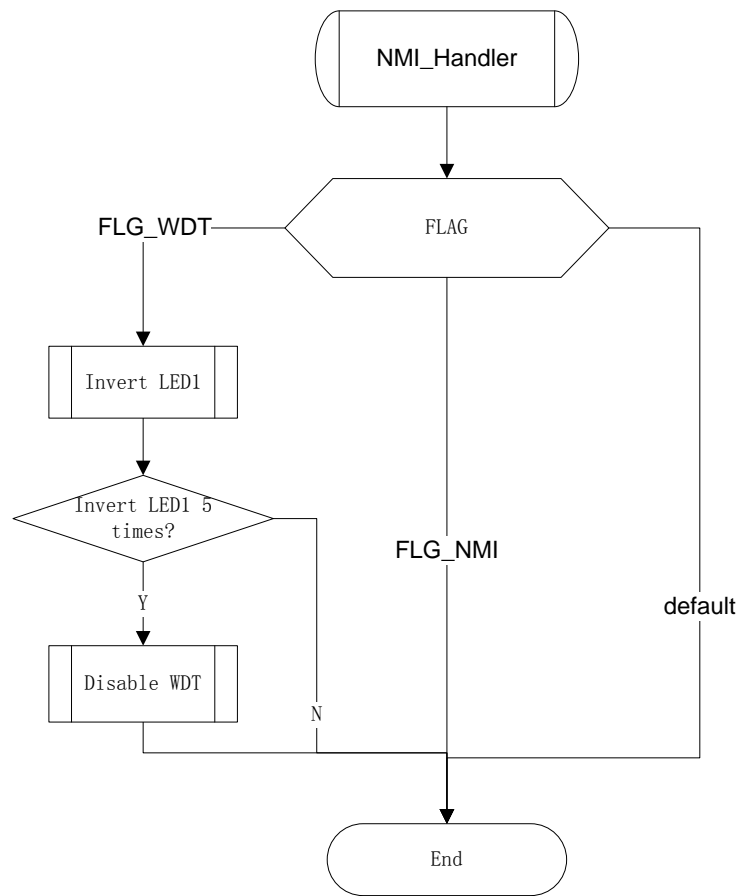 NMI_Handler
FLAG
FLG_WDT
Invert LED1
Invert LED1 5
times?
FLG_NMI
default
Y
Disable WDT
N
End